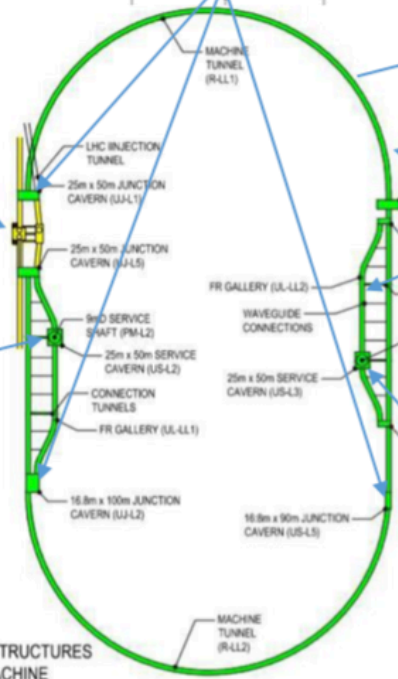 MACHINE
TUNNEL
(R-LL1)
LHC IINJECTION
TUNNEL
25m x 50m JUNCTION
CAVERN (UJ-L1)
25m x 50m JUNCTION
CAVERN (UJ-L5)
FR GALLERY (UL-LL2)
WAVEGUIDE
CONNECTIONS
9mD SERVICE
SHAFT (PM-L2)
25m x 50m SERVICE
CAVERN (US-L2)
25m x 50m SERVICE
CAVERN (US-L3)
CONNECTION
TUNNELS
FR GALLERY (UL-LL1)
16.8m x 100m JUNCTION
CAVERN (UJ-L2)
16.8m x 90m JUNCTION
CAVERN (US-L5)
MACHINE
TUNNEL
(R-LL2)
TRUCTURES
ACHINE